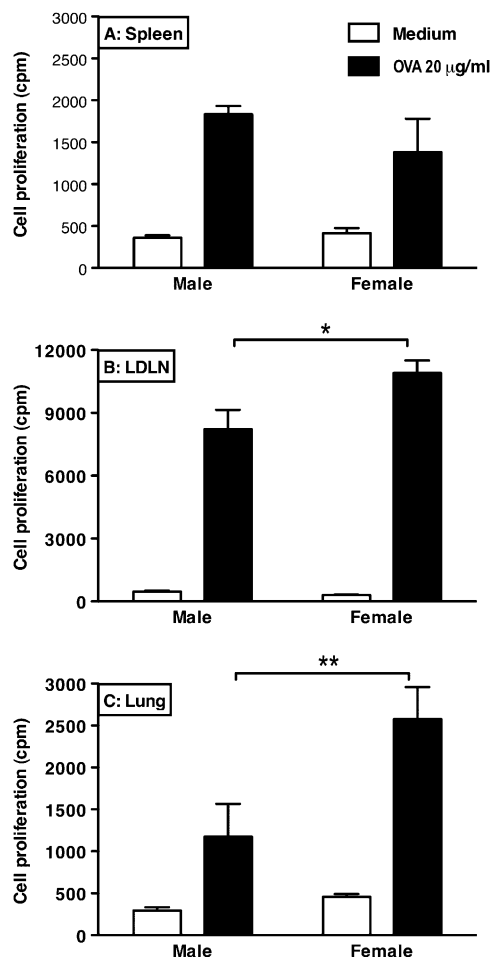 A: Spleen
Medium
OVA 20 μg/ml
Cell proliferation (cpm)
3000
2500
2000
1500
1000
500
0
Male Female
B: LDLN
*
Cell proliferation (cpm)
12000
9000
6000
3000
0
Male Female
C: Lung
**
Cell proliferation (cpm)
3000
2500
2000
1500
1000
500
0
Male Female